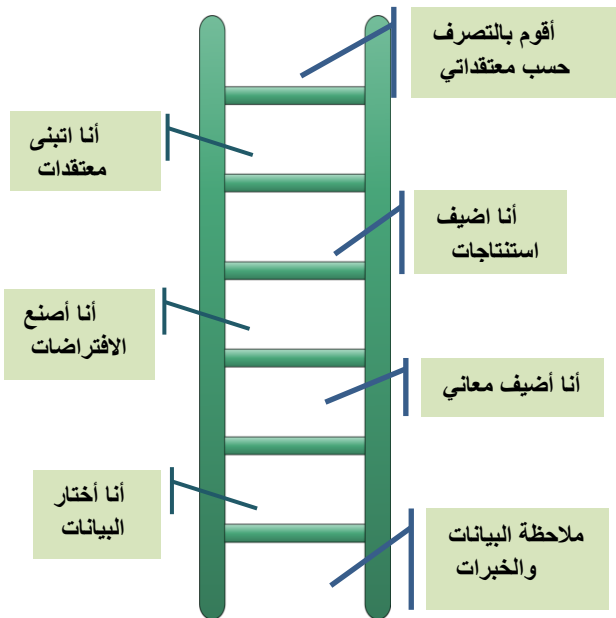 أقوم بالتصرف
حسب معتقداتي
أنا اتبنى
معتقدات
أنا اضيف
استنتاجات
أنا أصنع
الافتراضات
أنا أضيف معاني
أنا أختار
البيانات
ملاحظة البيانات
والخبرات